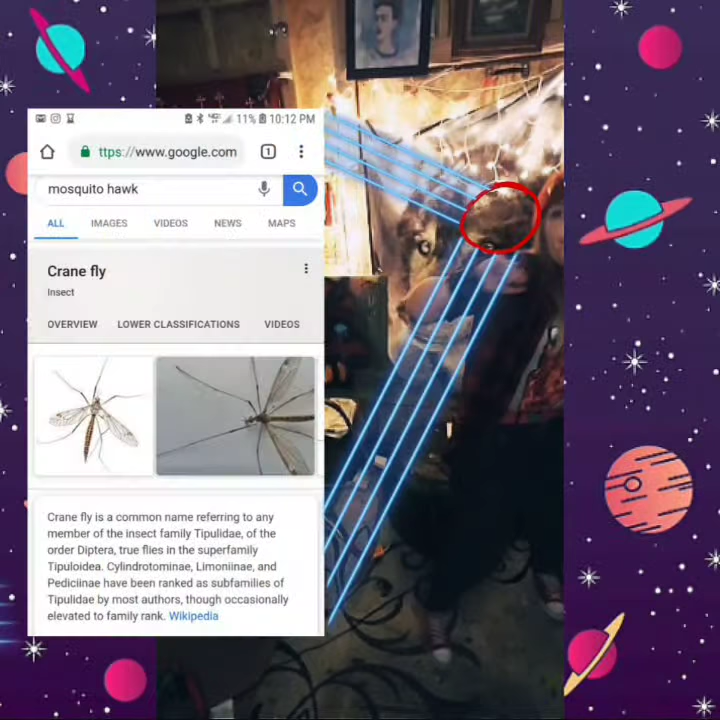 11% 10:12 PM
ttps://www.google.com 1
mosquito hawk
ALL IMAGES VIDEOS NEWS MAPS
Crane fly
Insect
OVERVIEW LOWER CLASSIFICATIONS VIDEOS
Crane fly is a common name referring to any
member of the insect family Tipulidae, of the
order Diptera, true flies in the superfamily
Tipuloidea. Cylindrotominae, Limoniinae, and
Pediciinae have been ranked as subfamilies of
Tipulidae by most authors, though occasionally
elevated to family rank. Wikipedia